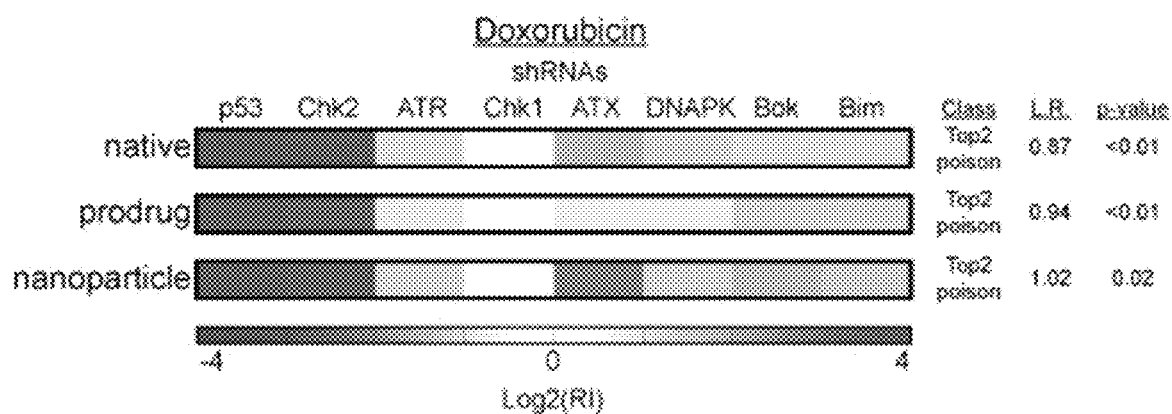 Doxorubicin
shRNAs
p53 Chk2 ATR Chk1 ATX DNAPK Bok Bim Class L.R. p-value
native Top2 poison 0.87 <0.01
prodrug Top2 poison 0.94 <0.01
nanoparticle Top2 poison 1.02 0.02
-4 0 4
Log2(RI)